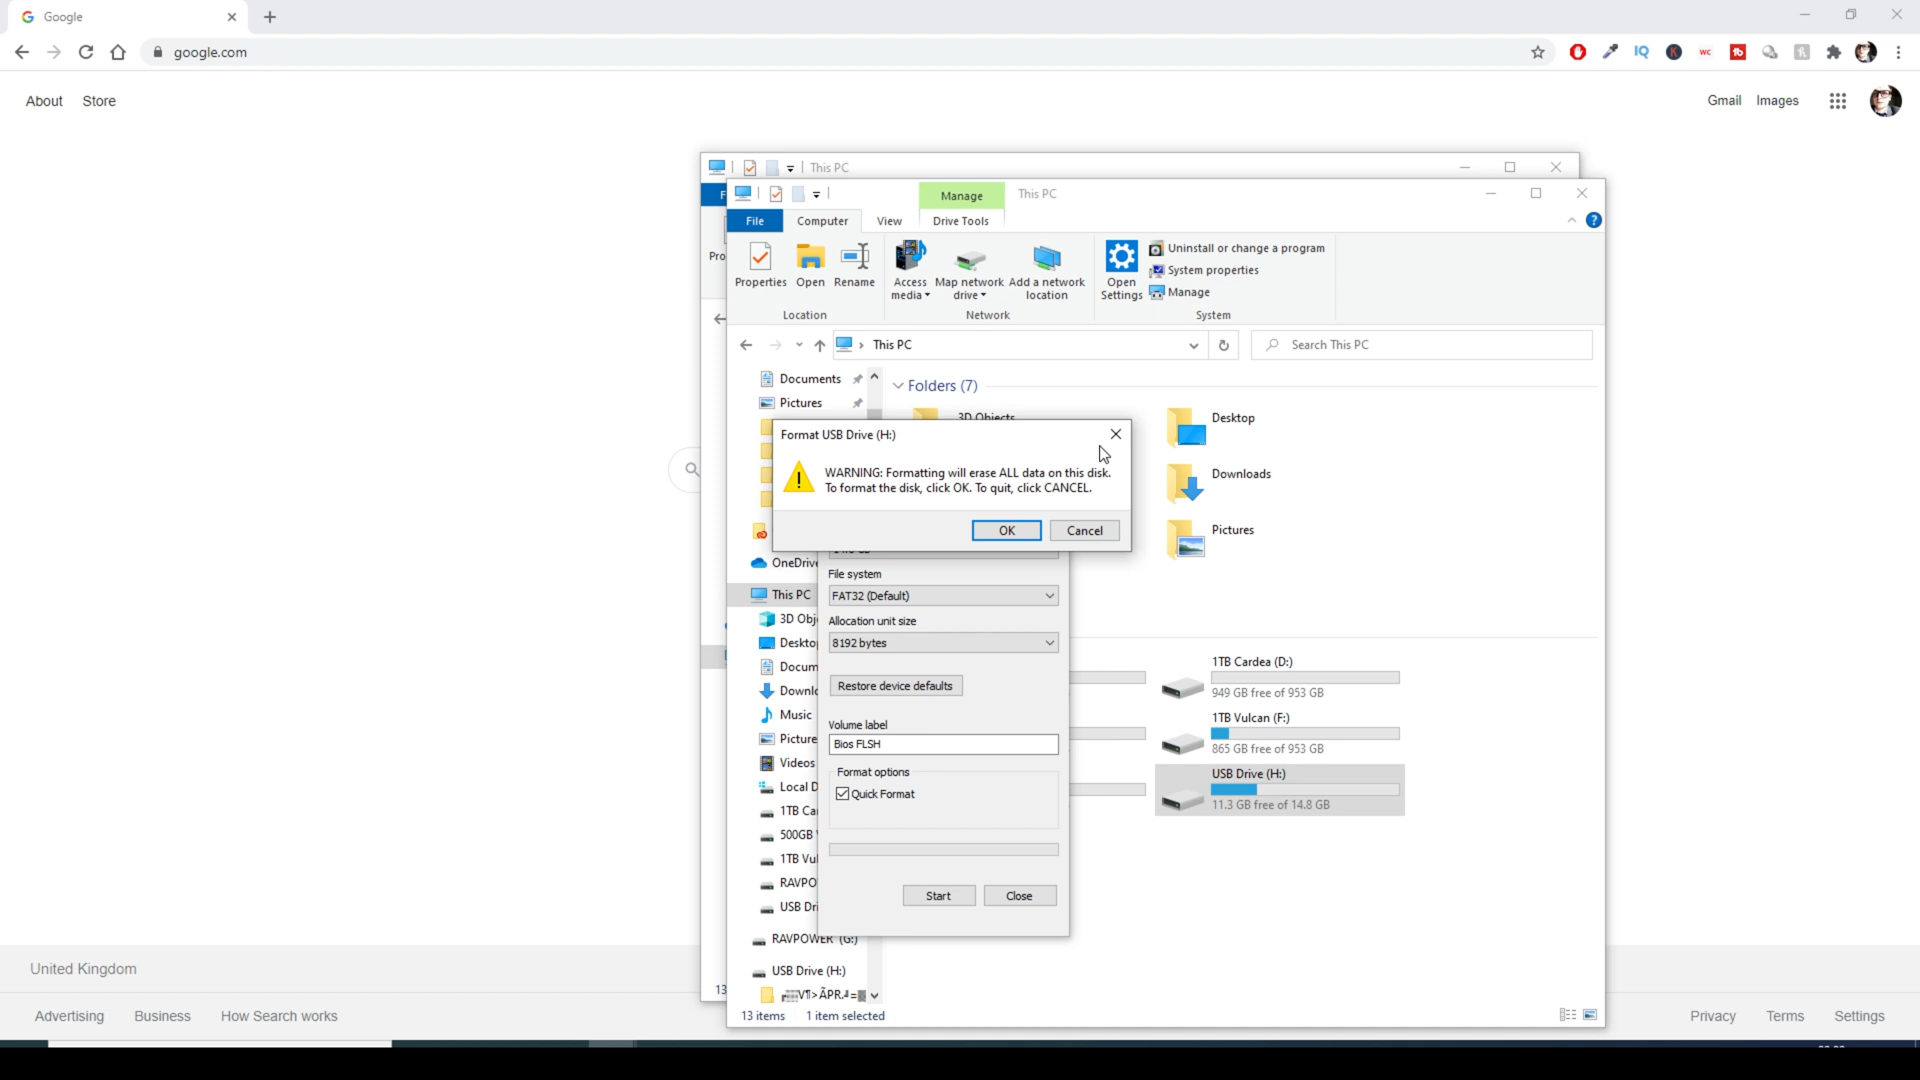 Google
google.com
IQ
K
wc
About Store
Gmail Images
This PC
Manage This PC
File Computer View Drive Tools
Properties Open Rename
Access media Map network drive Add a network location
Open Settings
Uninstall or change a program
System properties
Manage
Location Network System
Pro
This PC
Search This PC
Documents
Pictures
Folders (7)
3D Objects
Desktop
Downloads
Pictures
Format USB Drive (H:)
WARNING: Formatting will erase ALL data on this disk.
To format the disk, click OK. To quit, click CANCEL.
OK Cancel
OneDrive
This PC
3D Obj
Deskto
Docum
Downlo
Music
Picture
Videos
Local D
1TB Ca
500GB
1TB Vul
RAVPO
USB Dri
RAVPOWER (G:)
USB Drive (H:)
File system
FAT32 (Default)
Allocation unit size
8192 bytes
Restore device defaults
Volume label
Bios FLSH
Format options
Quick Format
Start Close
1TB Cardea (D:)
949 GB free of 953 GB
1TB Vulcan (F:)
865 GB free of 953 GB
USB Drive (H:)
11.3 GB free of 14.8 GB
13
13 items 1 item selected
United Kingdom
Advertising Business How Search works
Privacy Terms Settings